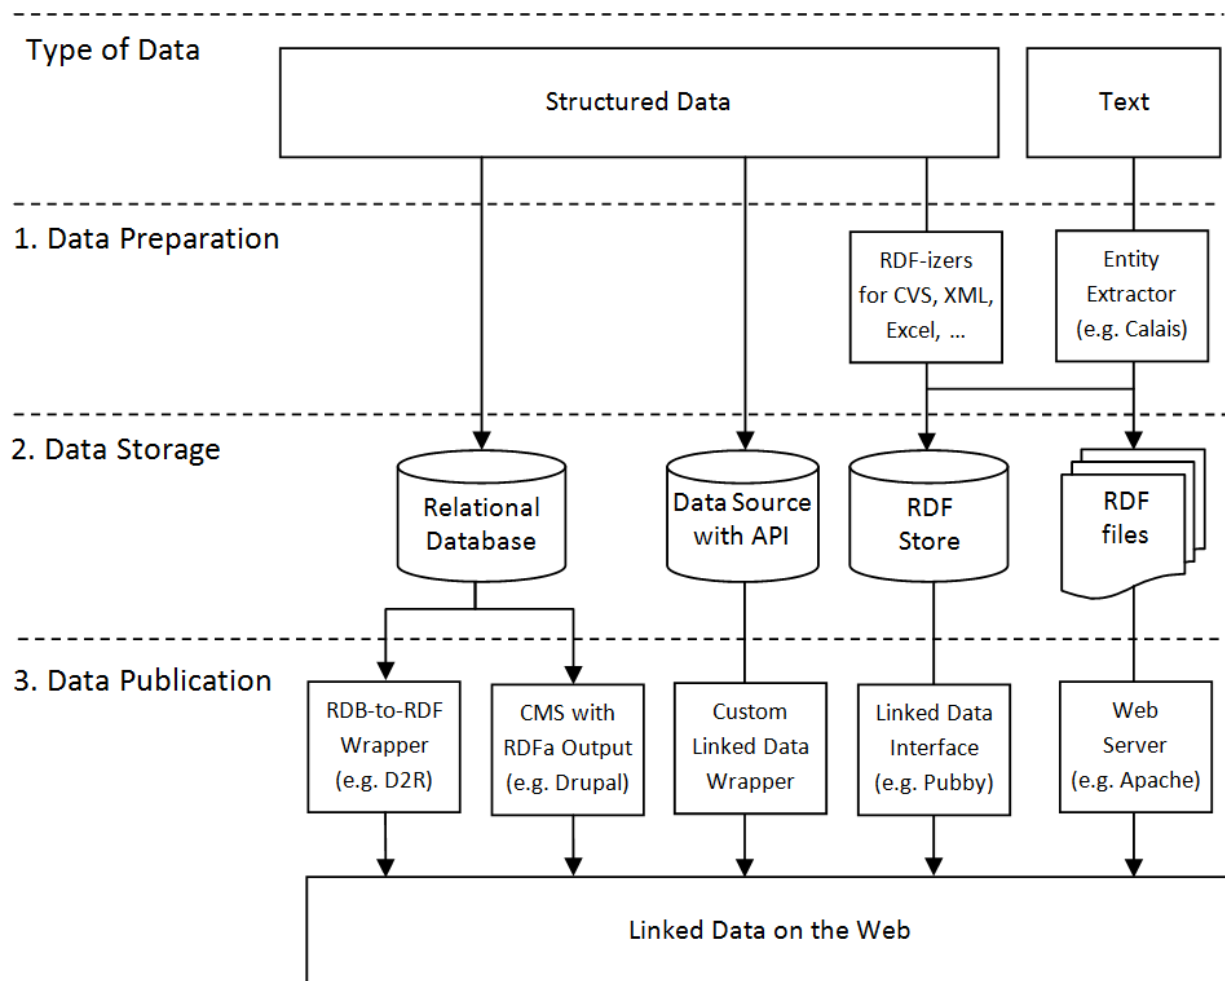 Type of Data
Structured Data
Text
1. Data Preparation
RDF-izers
for CVS, XML,
Excel, ...
Entity
Extractor
(e.g. Calais)
2. Data Storage
Relational
Database
Data Source
with API
RDF
Store
RDF
files
3. Data Publication
RDB-to-RDF
Wrapper
(e.g. D2R)
CMS with
RDFa Output
(e.g. Drupal)
Custom
Linked Data
Wrapper
Linked Data
Interface
(e.g. Pubby)
Web
Server
(e.g. Apache)
Linked Data on the Web